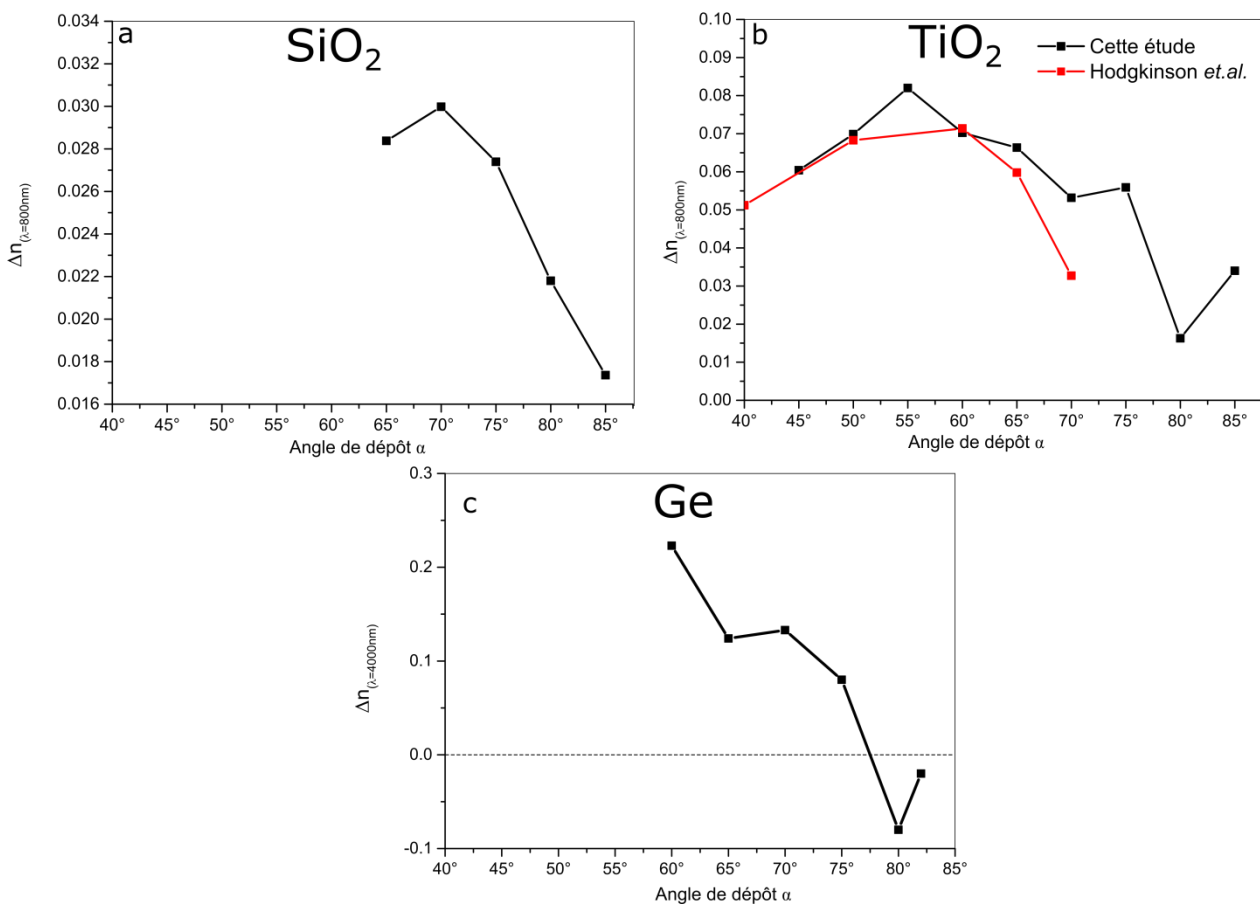 a
SiO2
0.034
0.032
0.030
0.028
0.026
0.024
0.022
0.020
0.018
0.016
Δn(λ=800nm)
40° 45° 50° 55° 60° 65° 70° 75° 80° 85°
Angle de dépôt α
b
TiO2
Cette étude
Hodgkinson et.al.
0.10
0.09
0.08
0.07
0.06
0.05
0.04
0.03
0.02
0.01
0.00
Δn(λ=800nm)
40° 45° 50° 55° 60° 65° 70° 75° 80° 85°
Angle de dépôt α
c
Ge
0.3
0.2
0.1
0.0
-0.1
Δn(λ=4000nm)
40° 45° 50° 55° 60° 65° 70° 75° 80° 85°
Angle de dépôt α